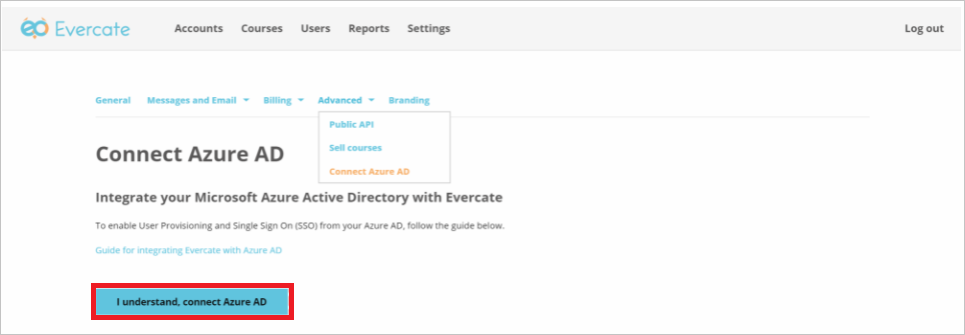 Evercate Accounts Courses Users Reports Settings Log out
General Messages and Email Billing Advanced Branding
Public API
Sell courses
Connect Azure AD
Connect Azure AD
Integrate your Microsoft Azure Active Directory with Evercate
To enable User Provisioning and Single Sign On (SSO) from your Azure AD, follow the guide below.
Guide for integrating Evercate with Azure AD
I understand, connect Azure AD